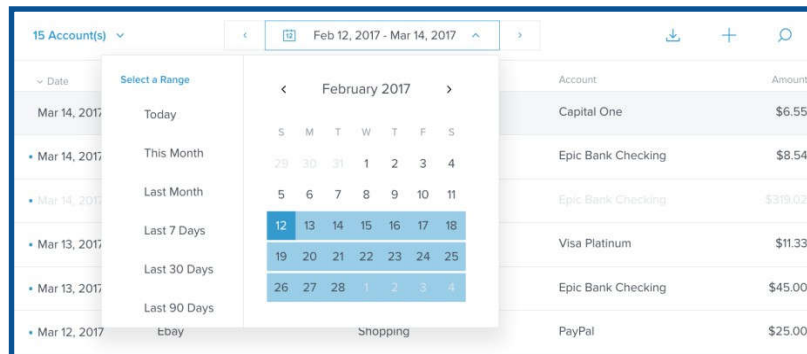 15 Account(s)
12 Feb 12, 2017 - Mar 14, 2017
Date Account Amount
Select a Range
Today
This Month
Last Month
Last 7 Days
Last 30 Days
Last 90 Days
February 2017
S M T W T F S
29 30 31 1 2 3 4
5 6 7 8 9 10 11
12 13 14 15 16 17 18
19 20 21 22 23 24 25
26 27 28 1 2 3 4
Mar 14, 2017 Capital One $6.55
Mar 14, 2017 Epic Bank Checking $8.54
Mar 14, 2017 Epic Bank Checking $319.02
Mar 13, 2017 Visa Platinum $11.33
Mar 13, 2017 Epic Bank Checking $45.00
Mar 12, 2017 Ebay Shopping PayPal $25.00